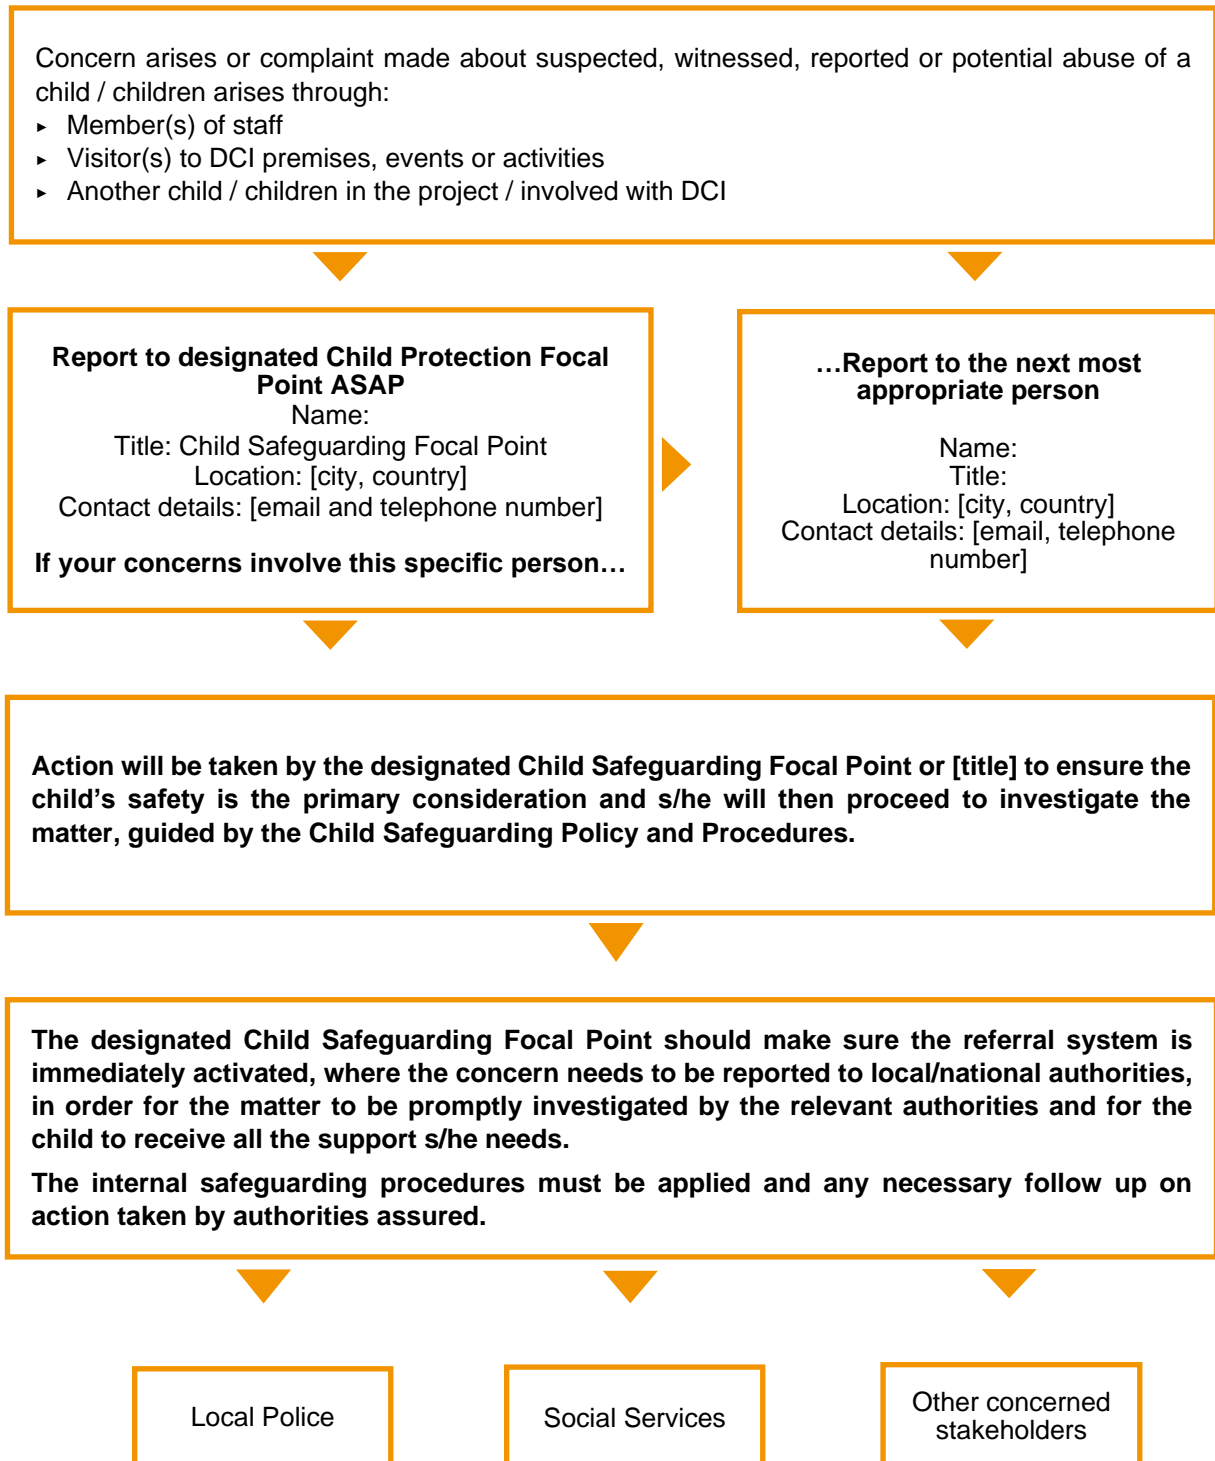 Concern arises or complaint made about suspected, witnessed, reported or potential abuse of a
child / children arises through:
► Member(s) of staff
► Visitor(s) to DCI premises, events or activities
► Another child / children in the project / involved with DCI
Report to designated Child Protection Focal
Point ASAP
Name:
Title: Child Safeguarding Focal Point
Location: [city, country]
Contact details: [email and telephone number]
If your concerns involve this specific person…
…Report to the next most
appropriate person
Name:
Title:
Location: [city, country]
Contact details: [email, telephone
number]
Action will be taken by the designated Child Safeguarding Focal Point or [title] to ensure the
child’s safety is the primary consideration and s/he will then proceed to investigate the
matter, guided by the Child Safeguarding Policy and Procedures.
The designated Child Safeguarding Focal Point should make sure the referral system is
immediately activated, where the concern needs to be reported to local/national authorities,
in order for the matter to be promptly investigated by the relevant authorities and for the
child to receive all the support s/he needs.
The internal safeguarding procedures must be applied and any necessary follow up on
action taken by authorities assured.
Local Police
Social Services
Other concerned
stakeholders